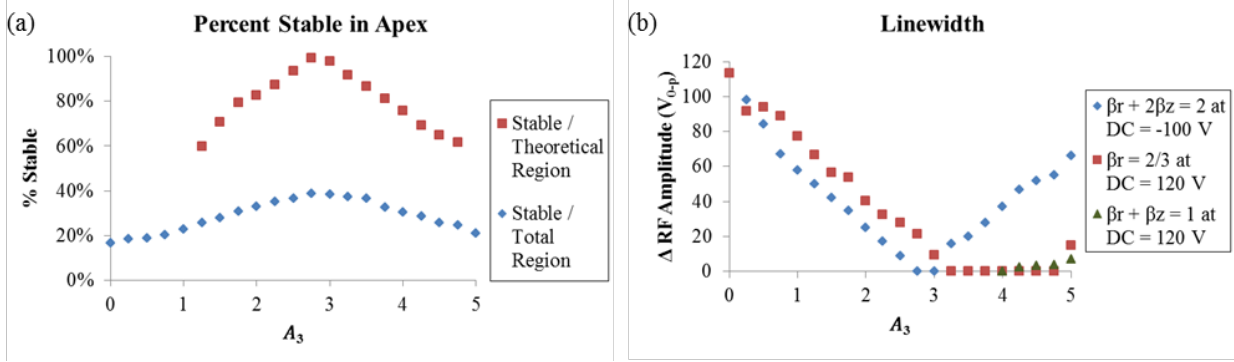 (a)
Percent Stable in Apex
100%
80%
60%
40%
20%
0%
% Stable
0 1 2 3 4 5
A₃
Stable /
Theoretical
Region
Stable /
Total
Region
(b)
Linewidth
120
100
80
60
40
20
0
Δ RF Amplitude (V₀₋ₚ)
0 1 2 3 4 5
A₃
βr + 2βz = 2 at
DC = -100 V
βr = 2/3 at
DC = 120 V
βr + βz = 1 at
DC = 120 V